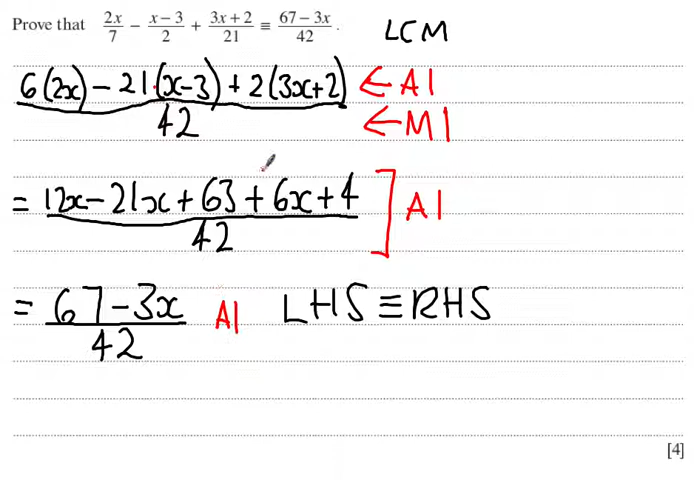 Prove that 2x/7 − (x − 3)/2 + (3x + 2)/21 ≡ (67 − 3x)/42 . LCM
(6(2x) − 21(x−3) + 2(3x+2))/42 ← A1
← M1
= (12x − 21x + 63 + 6x + 4)/42 ] A1
= (67 − 3x)/42 A1 LHS ≡ RHS
[4]